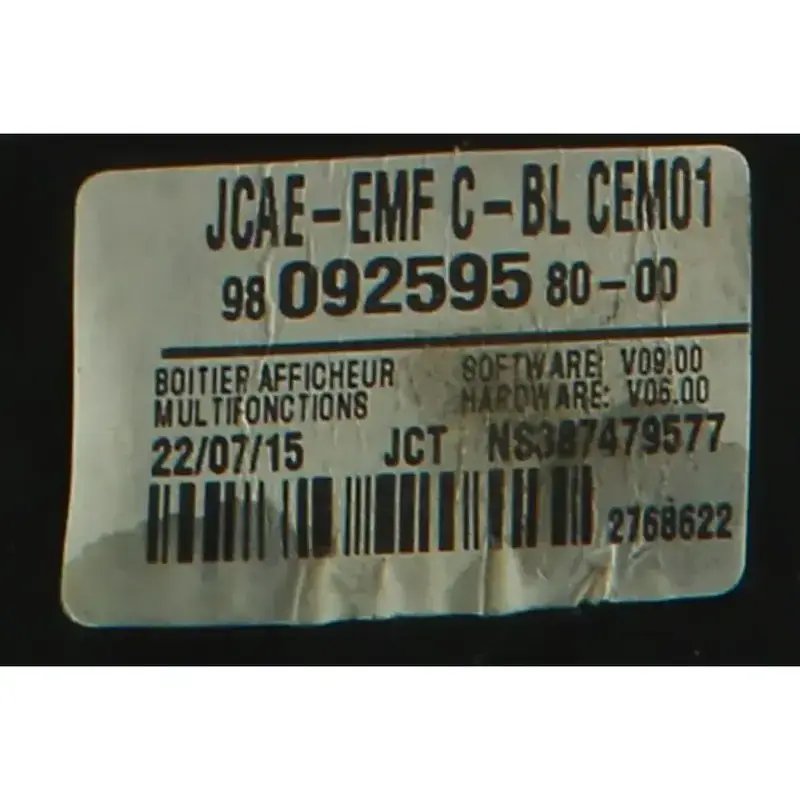 JCAE-EMF C-BL CEM01
98 092595 80-00
BOITIER AFFICHEUR
MULTIFONCTIONS
SOFTWARE: V09.00
HARDWARE: V06.00
22/07/15 JCT NS387479577
2768622